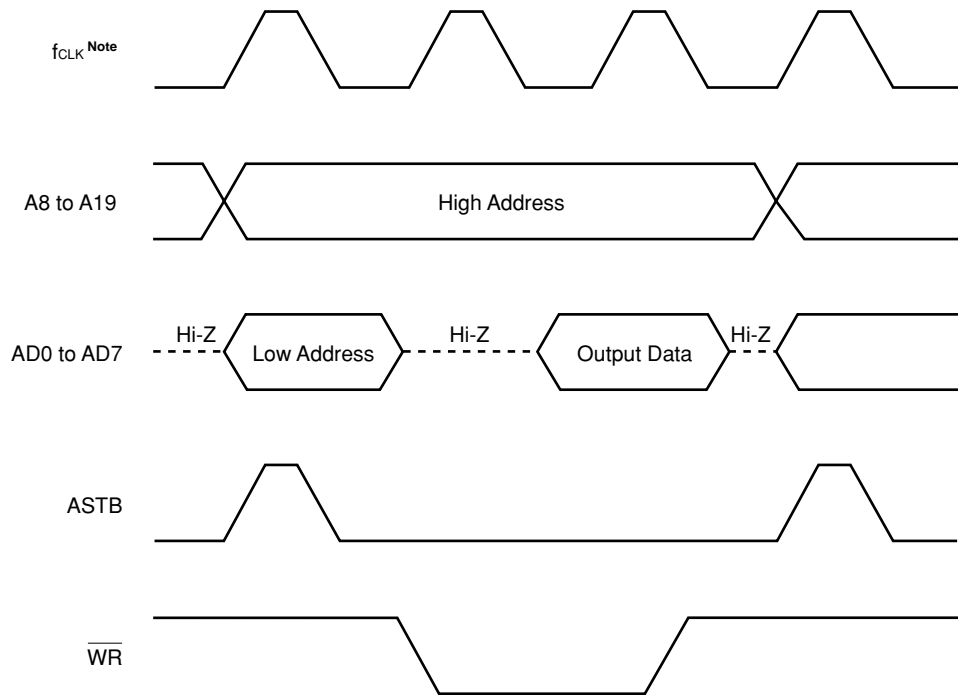 fCLK Note
A8 to A19
High Address
AD0 to AD7
Hi-Z
Low Address
Hi-Z
Output Data
Hi-Z
ASTB
WR